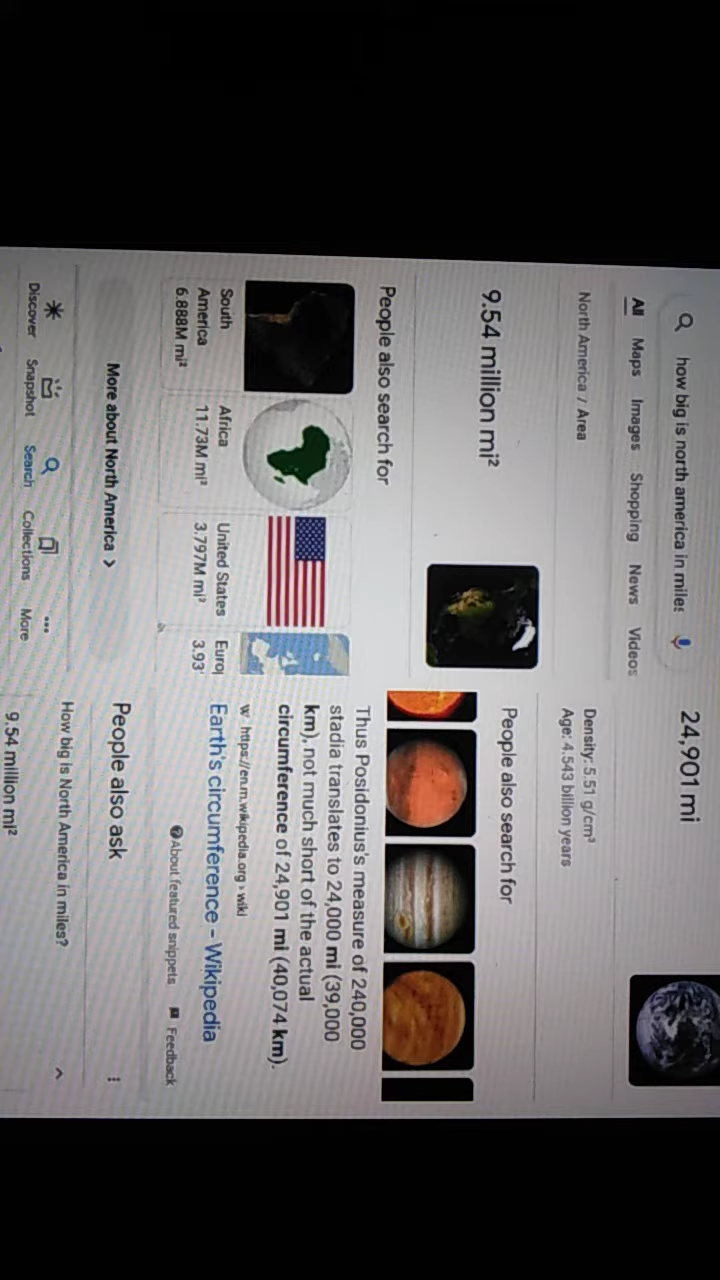 how big is north america in miles
All Maps Images Shopping News Videos
North America / Area
9.54 million mi²
People also search for
South America
6.888M mi²
Africa
11.73M mi²
United States
3.797M mi²
Euro
3.93
More about North America >
Discover Snapshot Search Collections More
24,901 mi
Density: 5.51 g/cm³
Age: 4.543 billion years
People also search for
Thus Posidonius's measure of 240,000
stadia translates to 24,000 mi (39,000
km), not much short of the actual
circumference of 24,901 mi (40,074 km).
W https://en.m.wikipedia.org › wiki
Earth's circumference - Wikipedia
About featured snippets Feedback
People also ask
How big is North America in miles?
9.54 million mi²